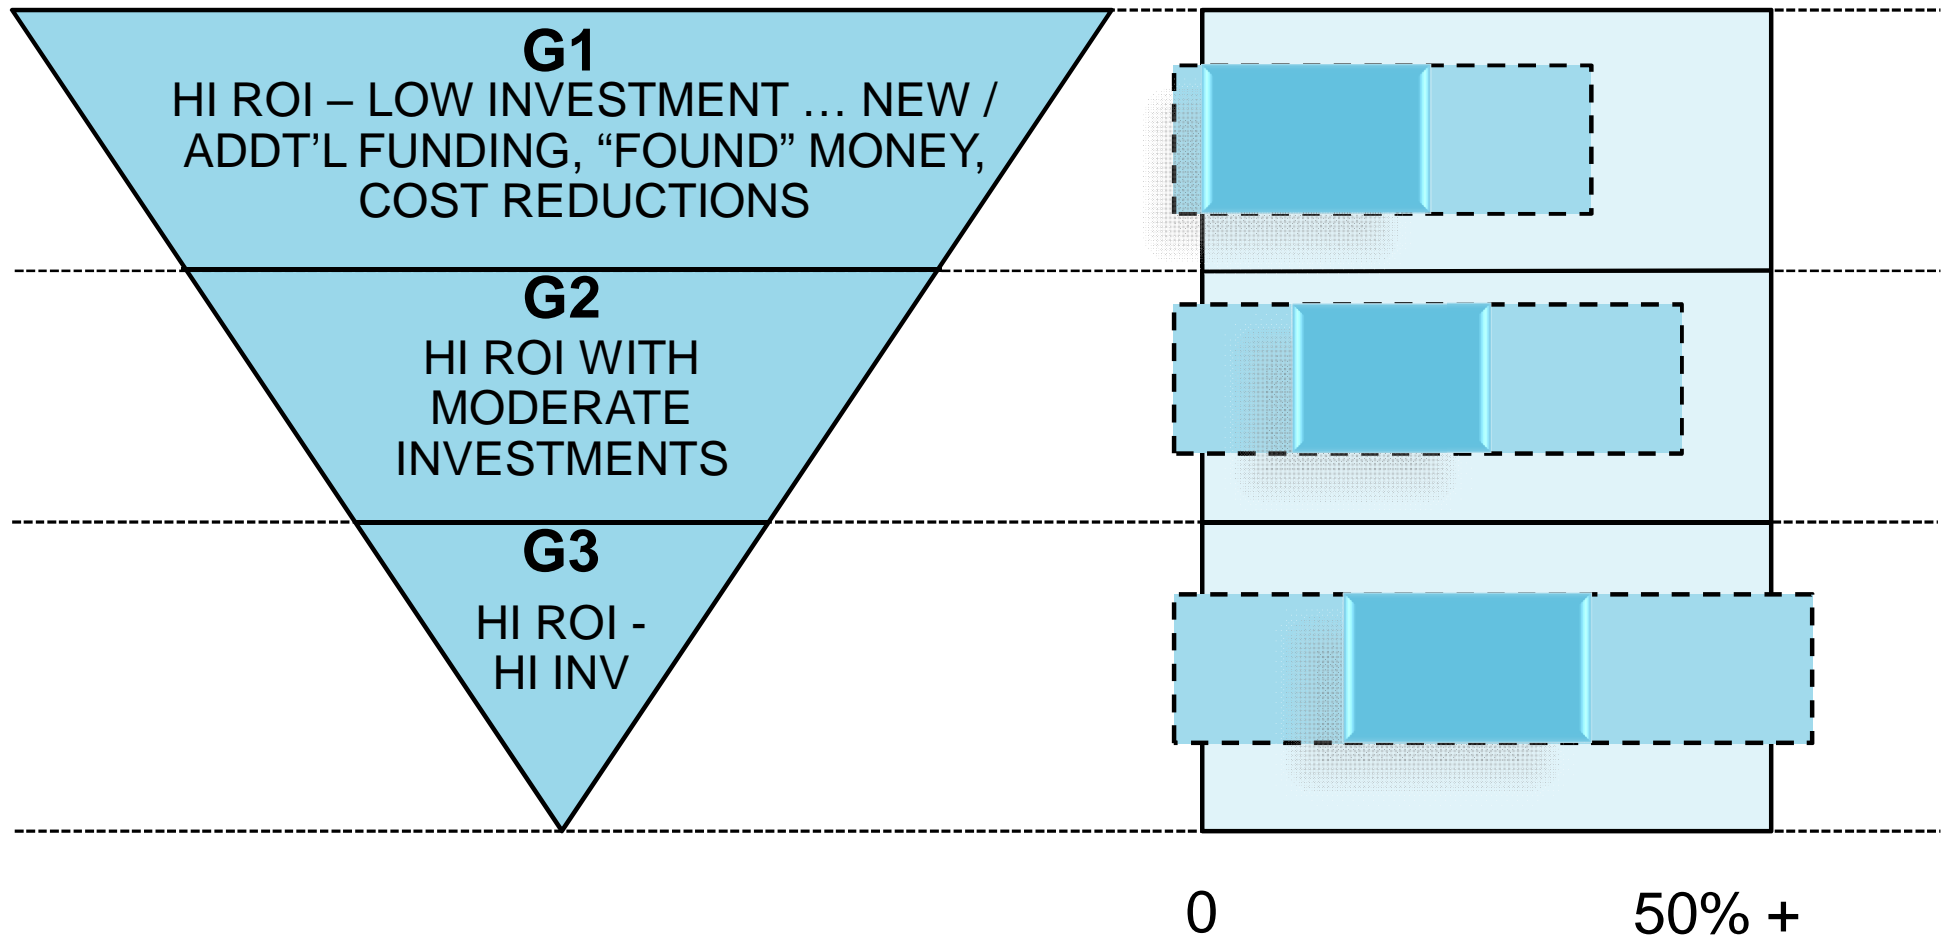 G1
HI ROI – LOW INVESTMENT … NEW /
ADDT’L FUNDING, “FOUND” MONEY,
COST REDUCTIONS
G2
HI ROI WITH
MODERATE
INVESTMENTS
G3
HI ROI -
HI INV
0
50% +